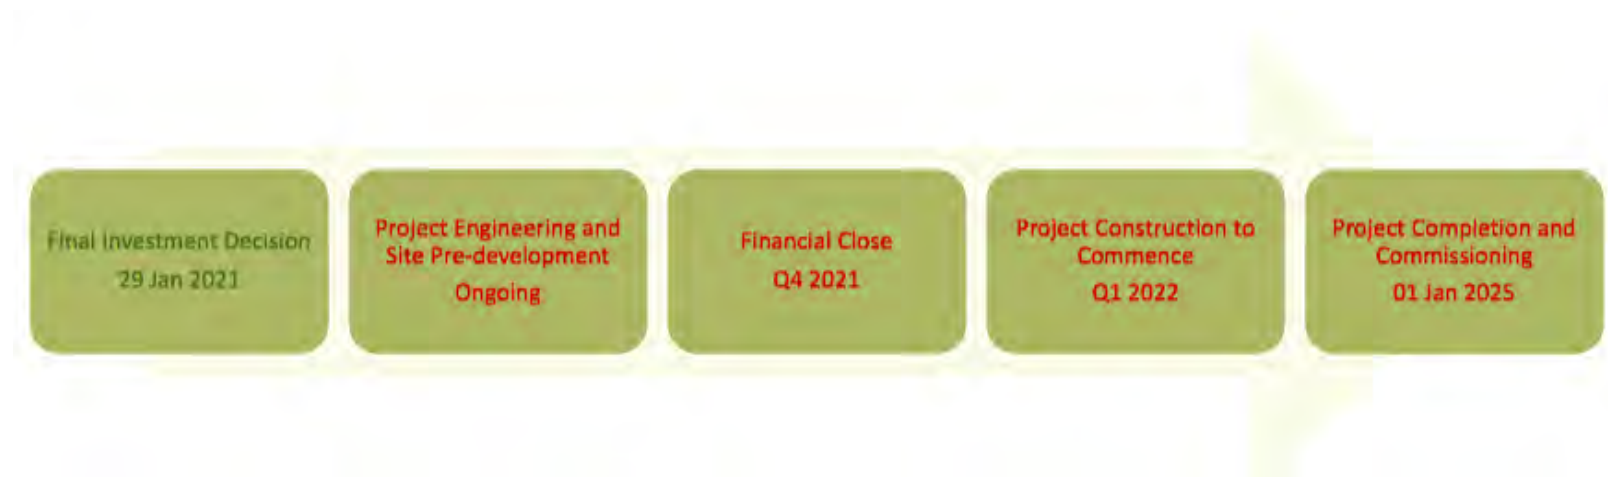 Final Investment Decision
29 Jan 2021
Project Engineering and
Site Pre-development
Ongoing
Financial Close
Q4 2021
Project Construction to
Commence
Q1 2022
Project Completion and
Commissioning
01 Jan 2025